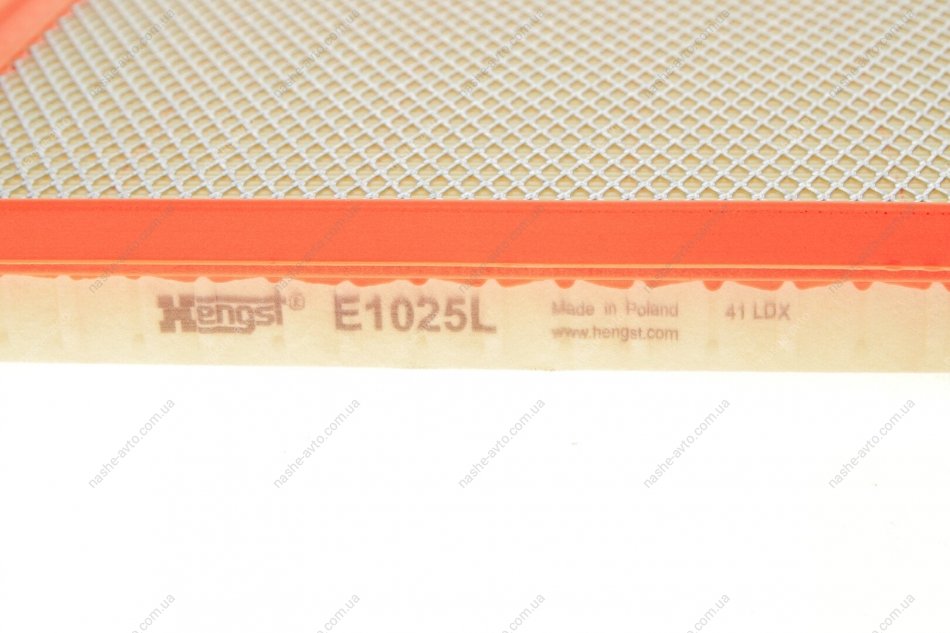 Hengst®
E1025L
Made in Poland
www.hengst.com
41 LDX
nashe-avto.com.ua